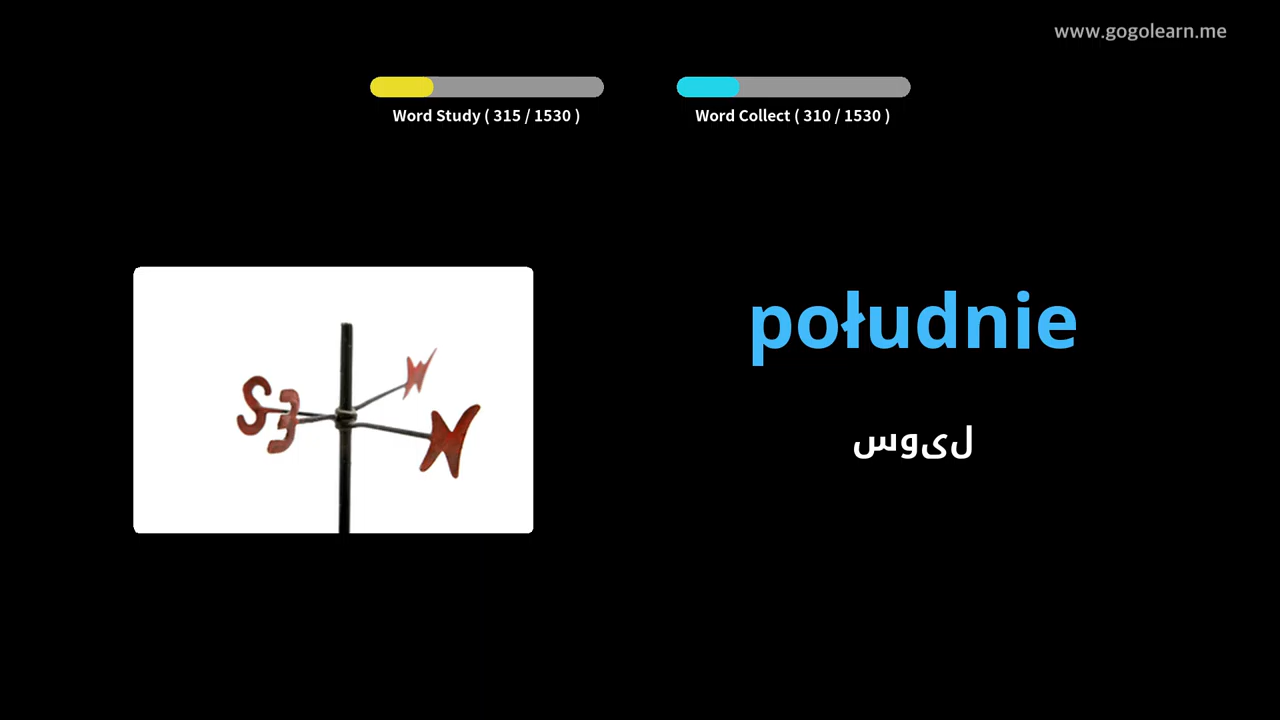 www.gogolearn.me
Word Study ( 315 / 1530 )
Word Collect ( 310 / 1530 )
południe
لیوس
S E N W